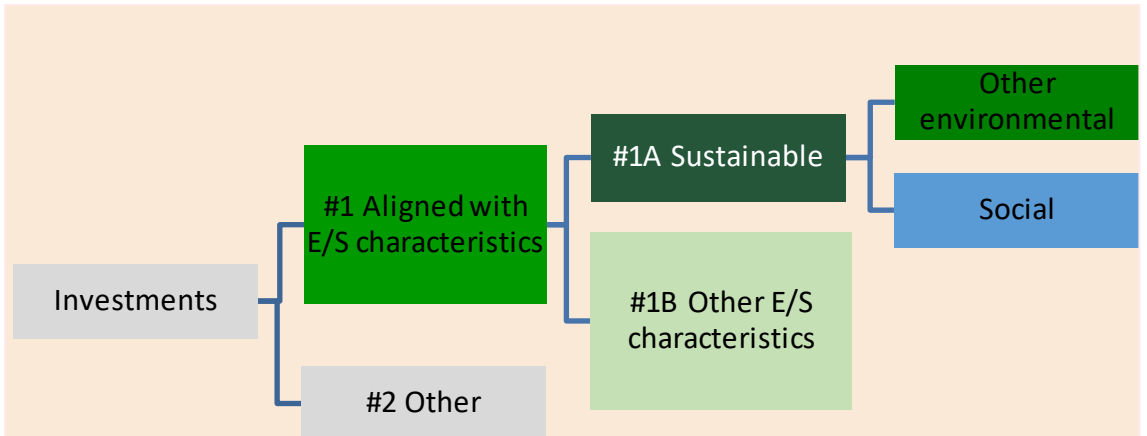 Investments
#1 Aligned with
E/S characteristics
#2 Other
#1A Sustainable
#1B Other E/S
characteristics
Other
environmental
Social